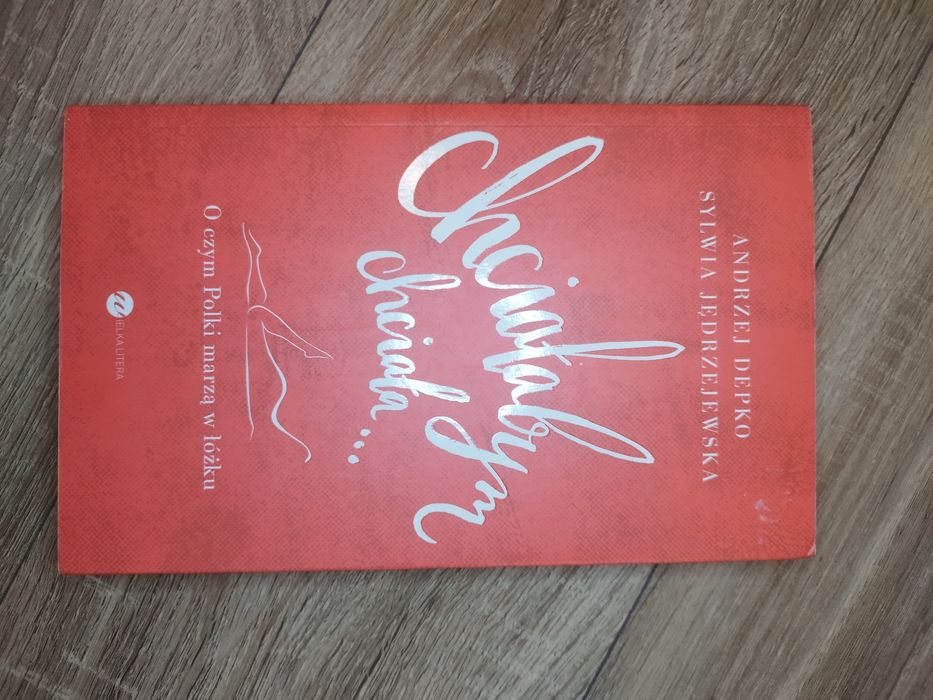 ANDRZEJ DEPKO
SYLWIA JĘDRZEJEWSKA
Chciałabym
chciała...
O czym Polki marzą w łóżku
WIELKA LITERA